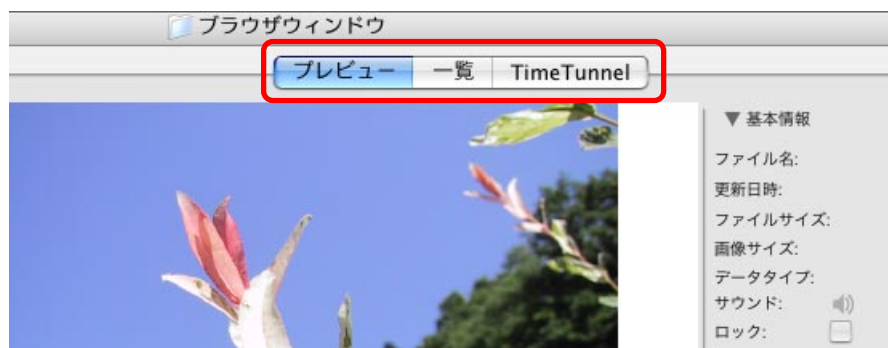 ブラウザウィンドウ
プレビュー 一覧 TimeTunnel
▼ 基本情報
ファイル名:
更新日時:
ファイルサイズ:
画像サイズ:
データタイプ:
サウンド:
ロック: